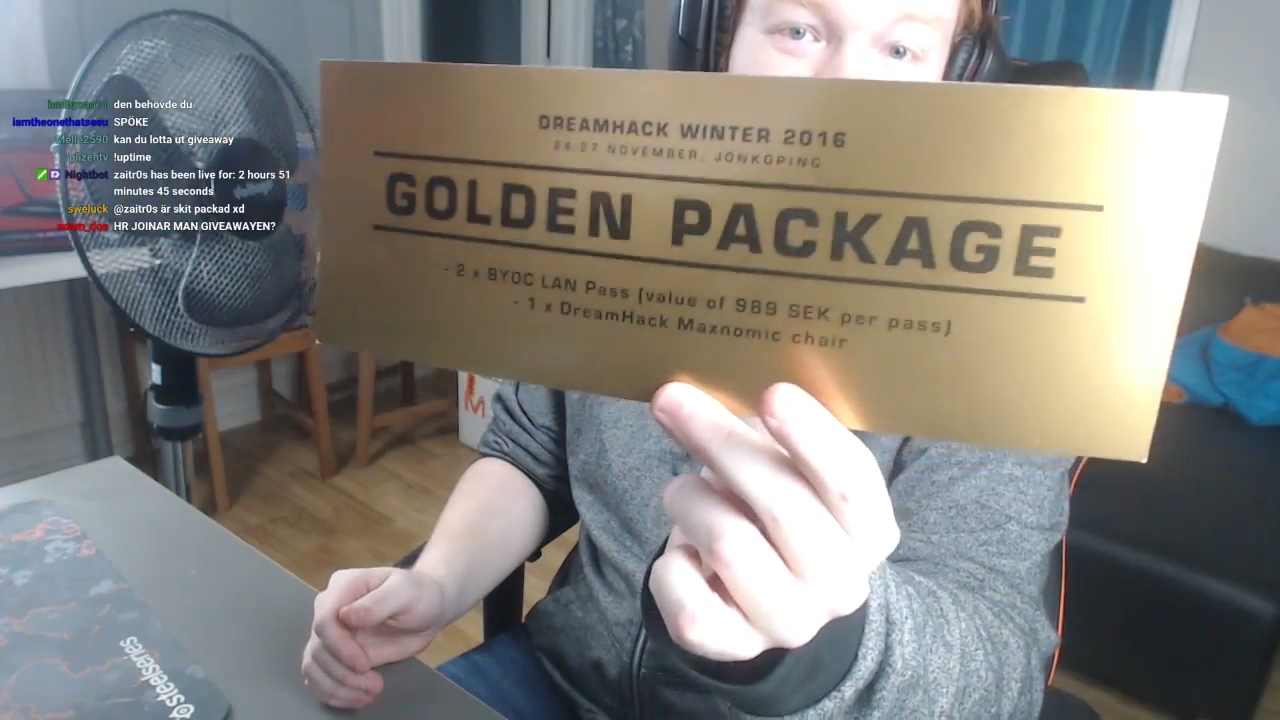 den behövde du
iamtheonethatseeu SPÖKE
Melle2590 kan du lotta ut giveaway
plizentv !uptime
Nightbot zaitr0s has been live for: 2 hours 51
minutes 45 seconds
sweluck @zaitr0s är skit packad xd
HR JOINAR MAN GIVEAWAYEN?
DREAMHACK WINTER 2016
24-27 NOVEMBER, JÖNKÖPING
GOLDEN PACKAGE
- 2 x BYOC LAN Pass (value of 989 SEK per pass)
- 1 x DreamHack Maxnomic chair
steelseries